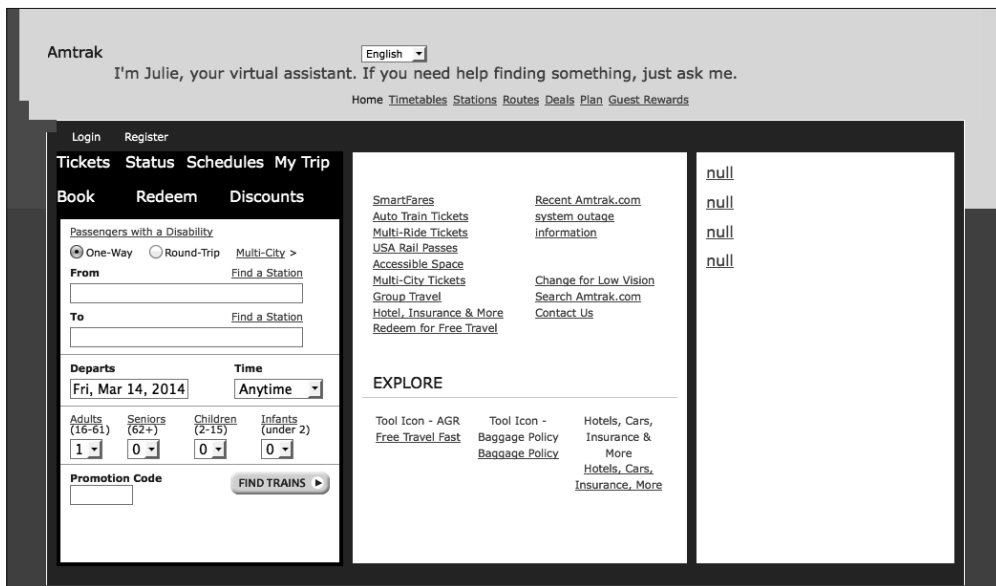 Amtrak
English
I'm Julie, your virtual assistant. If you need help finding something, just ask me.
Home Timetables Stations Routes Deals Plan Guest Rewards
Login Register
Tickets Status Schedules My Trip
Book Redeem Discounts
Passengers with a Disability
One-Way Round-Trip Multi-City >
From Find a Station
To Find a Station
Departs Time
Fri, Mar 14, 2014 Anytime
Adults Seniors Children Infants
(16-61) (62+) (2-15) (under 2)
1 0 0 0
Promotion Code
FIND TRAINS
SmartFares
Auto Train Tickets
Multi-Ride Tickets
USA Rail Passes
Accessible Space
Multi-City Tickets
Group Travel
Hotel, Insurance & More
Redeem for Free Travel
Recent Amtrak.com
system outage
information
Change for Low Vision
Search Amtrak.com
Contact Us
EXPLORE
Tool Icon - AGR
Free Travel Fast
Tool Icon -
Baggage Policy
Baggage Policy
Hotels, Cars,
Insurance &
More
Hotels, Cars,
Insurance, More
null
null
null
null